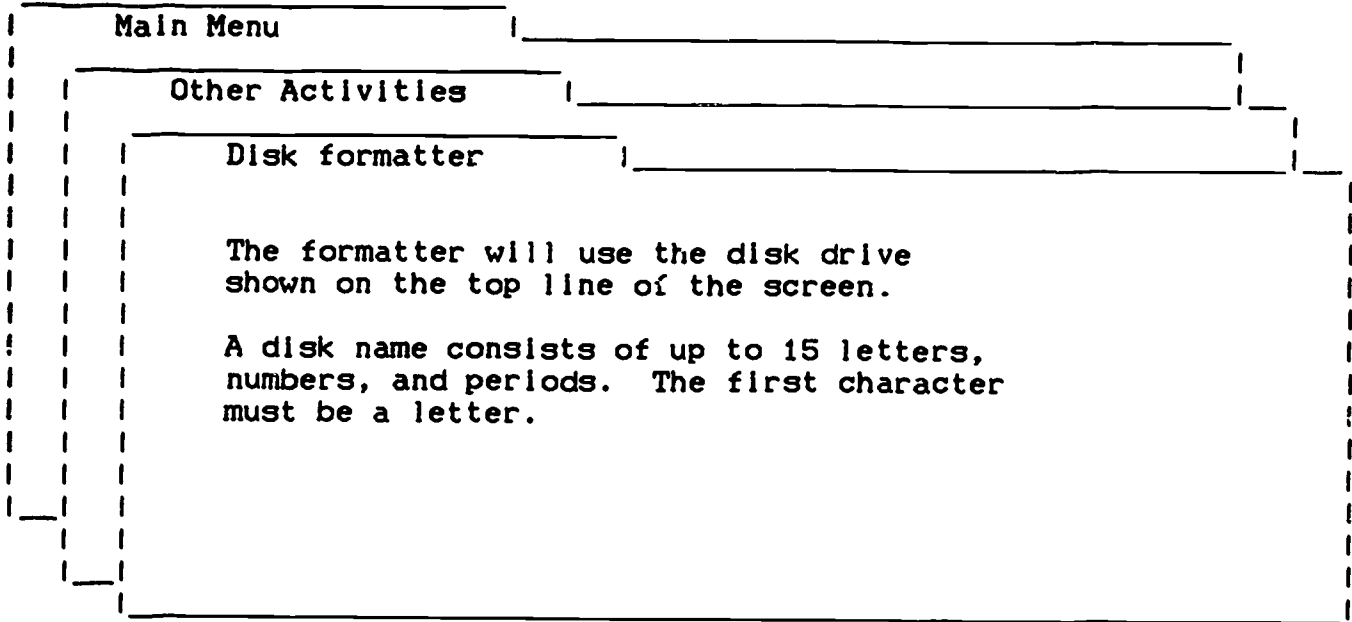 Main Menu
Other Activities
Disk formatter
The formatter will use the disk drive
shown on the top line of the screen.
A disk name consists of up to 15 letters,
numbers, and periods. The first character
must be a letter.